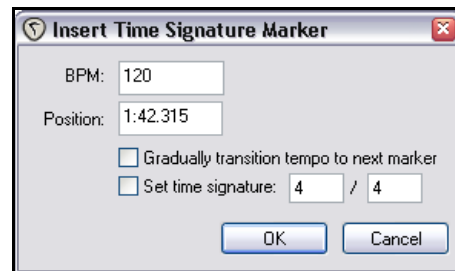 Insert Time Signature Marker
BPM: 120
Position: 1:42.315
Gradually transition tempo to next marker
Set time signature: 4 / 4
OK Cancel